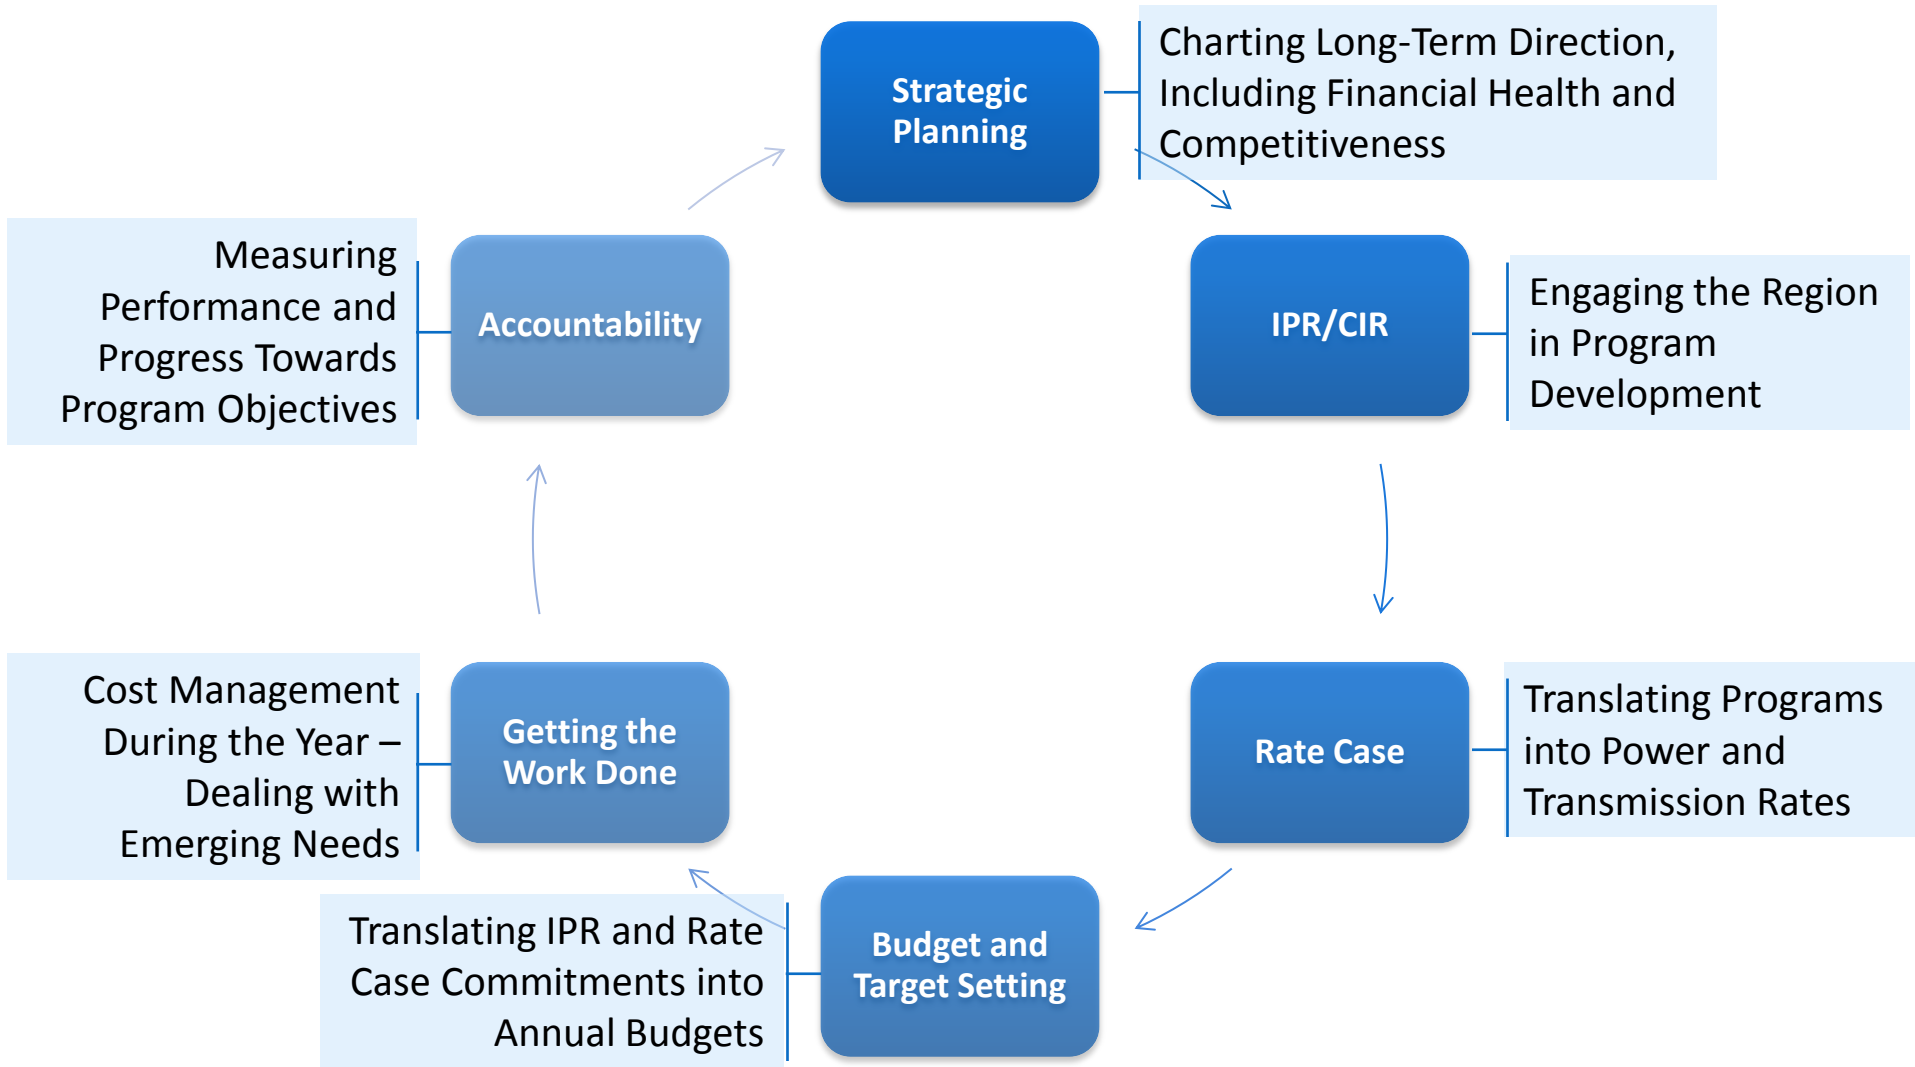 Strategic
Planning
Charting Long-Term Direction,
Including Financial Health and
Competitiveness
IPR/CIR
Engaging the Region
in Program
Development
Rate Case
Translating Programs
into Power and
Transmission Rates
Budget and
Target Setting
Translating IPR and Rate
Case Commitments into
Annual Budgets
Getting the
Work Done
Cost Management
During the Year –
Dealing with
Emerging Needs
Accountability
Measuring
Performance and
Progress Towards
Program Objectives